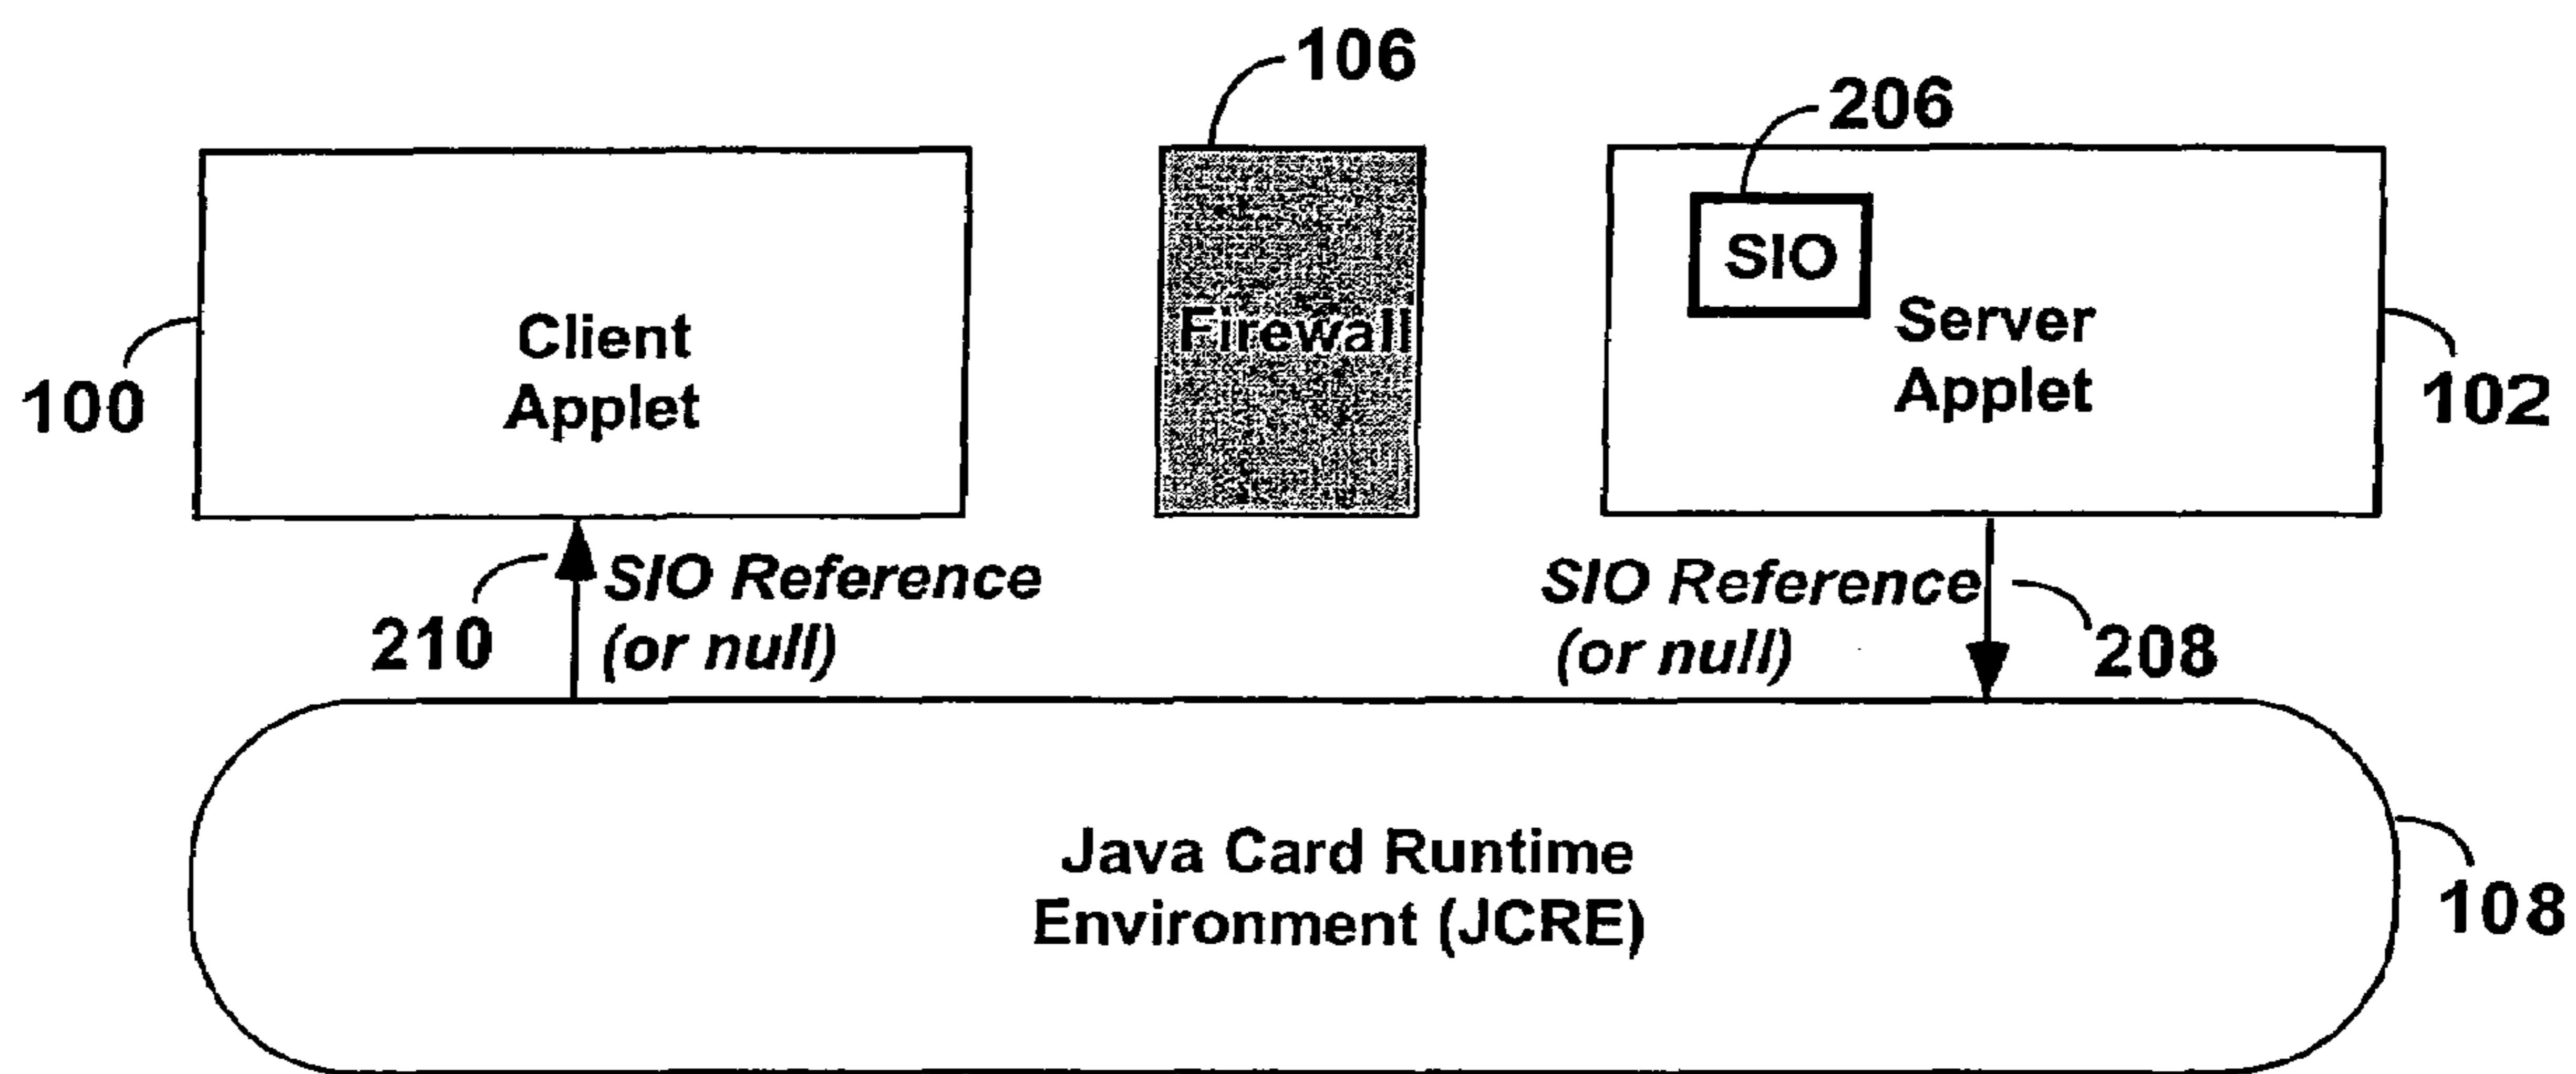 106
206
SIO
Client
Applet
Firewall
Server
Applet
100
102
SIO Reference
(or null)
210
SIO Reference
(or null)
208
Java Card Runtime
Environment (JCRE)
108